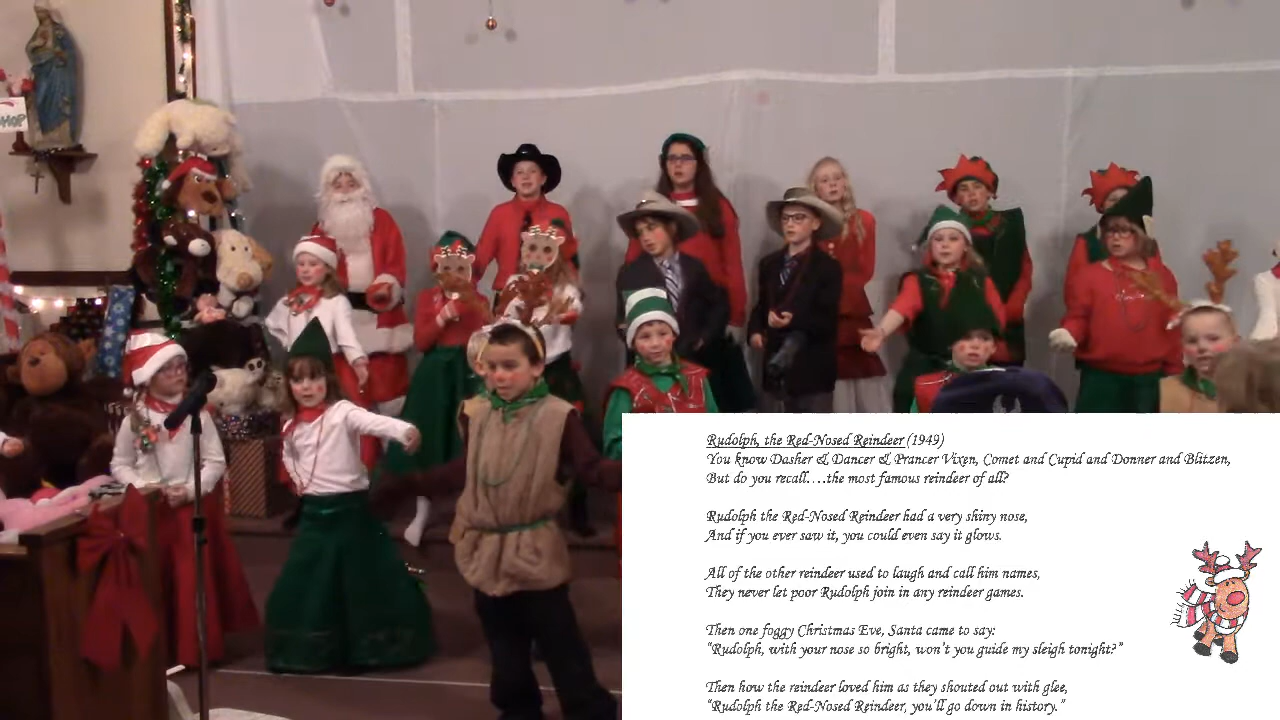 HOP
Rudolph, the Red-Nosed Reindeer (1949)
You know Dasher & Dancer & Prancer Vixen, Comet and Cupid and Donner and Blitzen,
But do you recall….the most famous reindeer of all?
Rudolph the Red-Nosed Reindeer had a very shiny nose,
And if you ever saw it, you could even say it glows.
All of the other reindeer used to laugh and call him names,
They never let poor Rudolph join in any reindeer games.
Then one foggy Christmas Eve, Santa came to say:
“Rudolph, with your nose so bright, won’t you guide my sleigh tonight?”
Then how the reindeer loved him as they shouted out with glee,
“Rudolph the Red-Nosed Reindeer, you’ll go down in history.”